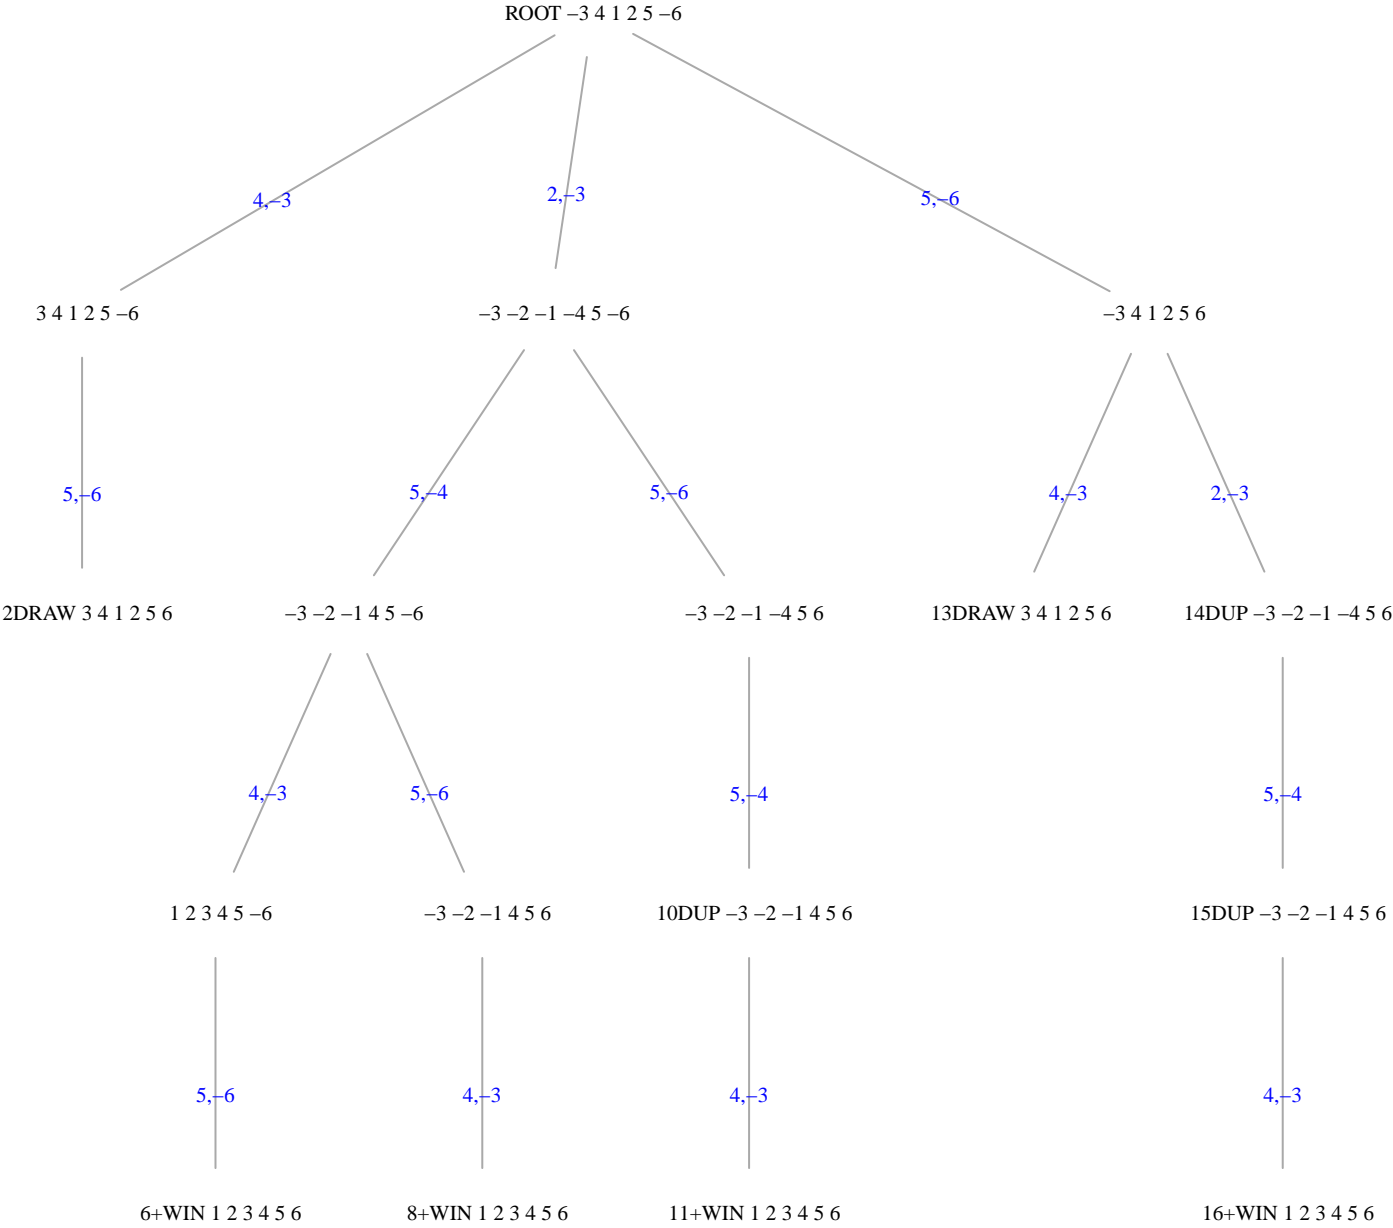 ROOT −3 4 1 2 5 −6
4,−3
2,−3
5,−6
3 4 1 2 5 −6
−3 −2 −1 −4 5 −6
−3 4 1 2 5 6
5,−6
5,−4
5,−6
4,−3
2,−3
2DRAW 3 4 1 2 5 6
−3 −2 −1 4 5 −6
−3 −2 −1 −4 5 6
13DRAW 3 4 1 2 5 6
14DUP −3 −2 −1 −4 5 6
4,−3
5,−6
5,−4
5,−4
1 2 3 4 5 −6
−3 −2 −1 4 5 6
10DUP −3 −2 −1 4 5 6
15DUP −3 −2 −1 4 5 6
5,−6
4,−3
4,−3
4,−3
6+WIN 1 2 3 4 5 6
8+WIN 1 2 3 4 5 6
11+WIN 1 2 3 4 5 6
16+WIN 1 2 3 4 5 6